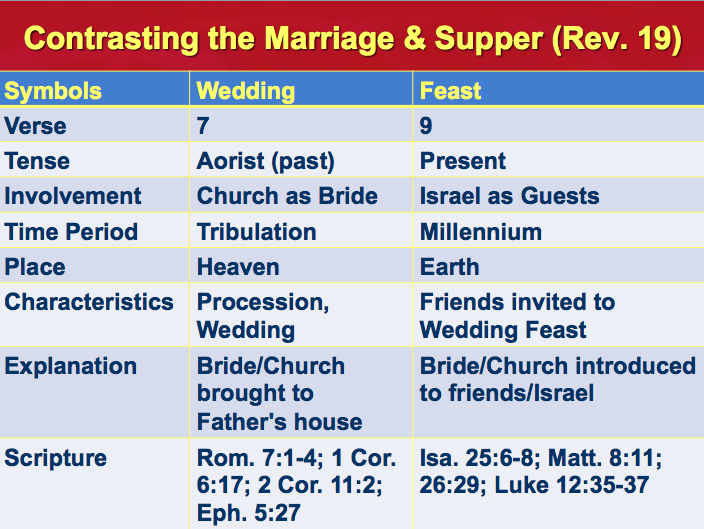 Contrasting the Marriage & Supper (Rev. 19)
Symbols Wedding Feast
Verse 7 9
Tense Aorist (past) Present
Involvement Church as Bride Israel as Guests
Time Period Tribulation Millennium
Place Heaven Earth
Characteristics Procession, Friends invited to
Wedding Wedding Feast
Explanation Bride/Church Bride/Church introduced
brought to to friends/Israel
Father's house
Scripture Rom. 7:1-4; 1 Cor. Isa. 25:6-8; Matt. 8:11;
6:17; 2 Cor. 11:2; 26:29; Luke 12:35-37
Eph. 5:27